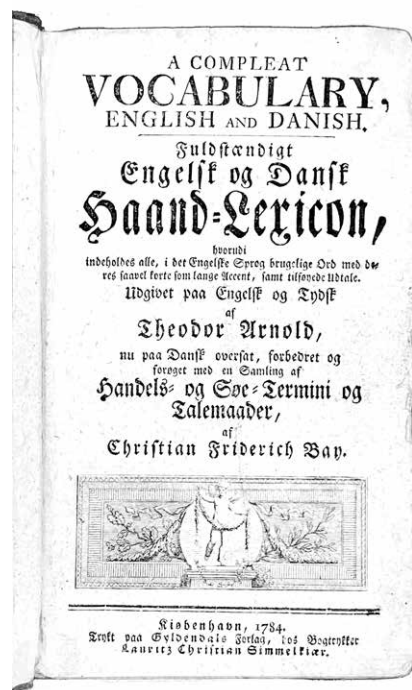 A COMPLEAT
VOCABULARY,
ENGLISH AND DANISH.
Fuldstændigt
Engelsk og Dansk
Haand-Lexicon,
hvorudi
indeholdes alle, i det Engelske Sprog brugelige Ord med de-
res saavel korte som lange Accent, samt tilføyede Udtale.
Udgivet paa Engelsk og Tydsk
af
Theodor Arnold,
nu paa Dansk oversat, forbedret og
forøget med en Samling af
Handels- og Søe-Termini og
Talemaader,
af
Christian Friderich Bay.
Kiøbenhavn, 1784.
Trykt paa Gyldendals Forlag, hos Bogtrykker
Lauritz Christian Simmelkiær.